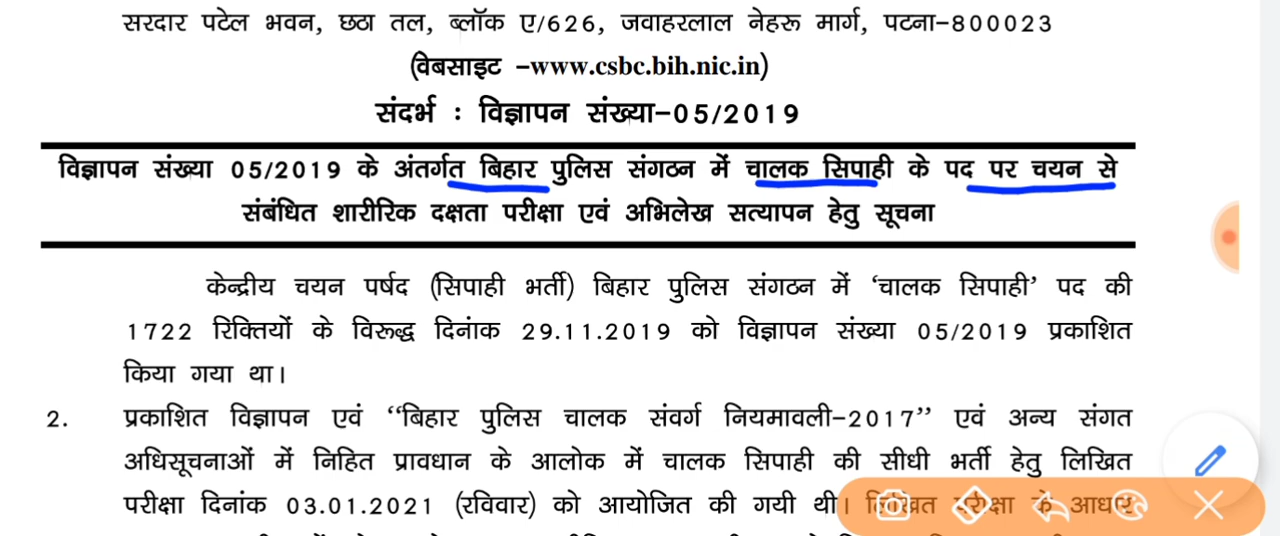 सरदार पटेल भवन, छठा तल, ब्लॉक ए/626, जवाहरलाल नेहरू मार्ग, पटना-800023
(वेबसाइट -www.csbc.bih.nic.in)
संदर्भ : विज्ञापन संख्या-05/2019
विज्ञापन संख्या 05/2019 के अंतर्गत बिहार पुलिस संगठन में चालक सिपाही के पद पर चयन से
संबंधित शारीरिक दक्षता परीक्षा एवं अभिलेख सत्यापन हेतु सूचना
केन्द्रीय चयन पर्षद (सिपाही भर्ती) बिहार पुलिस संगठन में ‘चालक सिपाही’ पद की
1722 रिक्तियों के विरूद्ध दिनांक 29.11.2019 को विज्ञापन संख्या 05/2019 प्रकाशित
किया गया था।
2. प्रकाशित विज्ञापन एवं “बिहार पुलिस चालक संवर्ग नियमावली-2017” एवं अन्य संगत
अधिसूचनाओं में निहित प्रावधान के आलोक में चालक सिपाही की सीधी भर्ती हेतु लिखित
परीक्षा दिनांक 03.01.2021 (रविवार) को आयोजित की गयी थी। लिखित परीक्षा के आधार